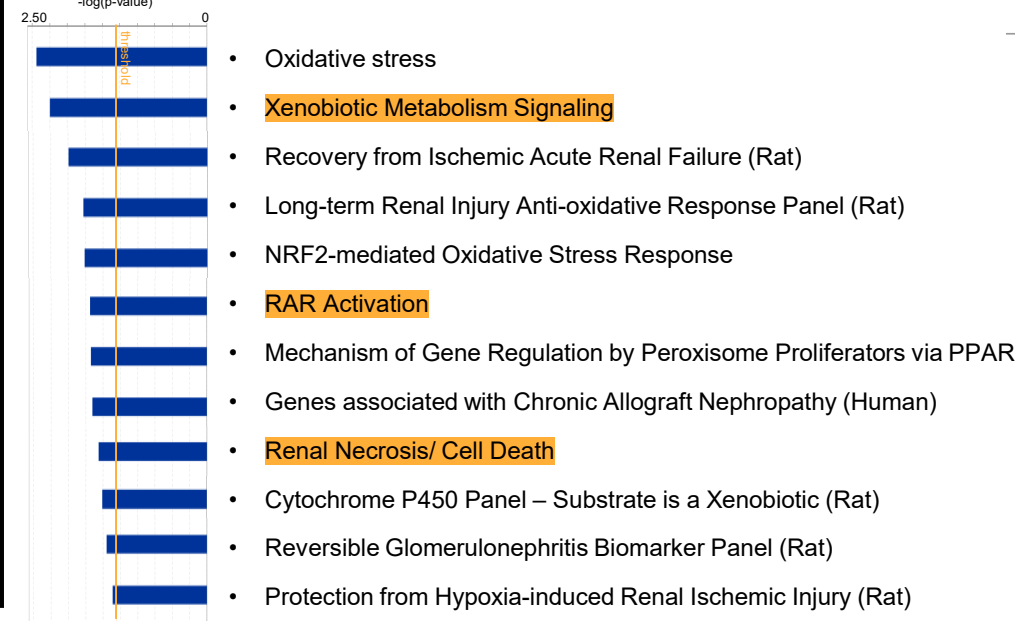 -log(p-value)
2.50 0
threshold
• Oxidative stress
• Xenobiotic Metabolism Signaling
• Recovery from Ischemic Acute Renal Failure (Rat)
• Long-term Renal Injury Anti-oxidative Response Panel (Rat)
• NRF2-mediated Oxidative Stress Response
• RAR Activation
• Mechanism of Gene Regulation by Peroxisome Proliferators via PPAR
• Genes associated with Chronic Allograft Nephropathy (Human)
• Renal Necrosis/ Cell Death
• Cytochrome P450 Panel – Substrate is a Xenobiotic (Rat)
• Reversible Glomerulonephritis Biomarker Panel (Rat)
• Protection from Hypoxia-induced Renal Ischemic Injury (Rat)